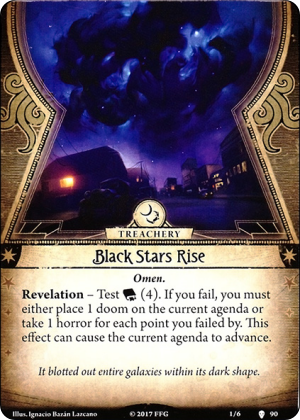 TREACHERY
Black Stars Rise
Omen.
Revelation – Test (4). If you fail, you must
either place 1 doom on the current agenda or
take 1 horror for each point you failed by. This
effect can cause the current agenda to advance.
It blotted out entire galaxies within its dark shape.
Illus. Ignacio Bazán Lazcano © 2017 FFG 1/6 90